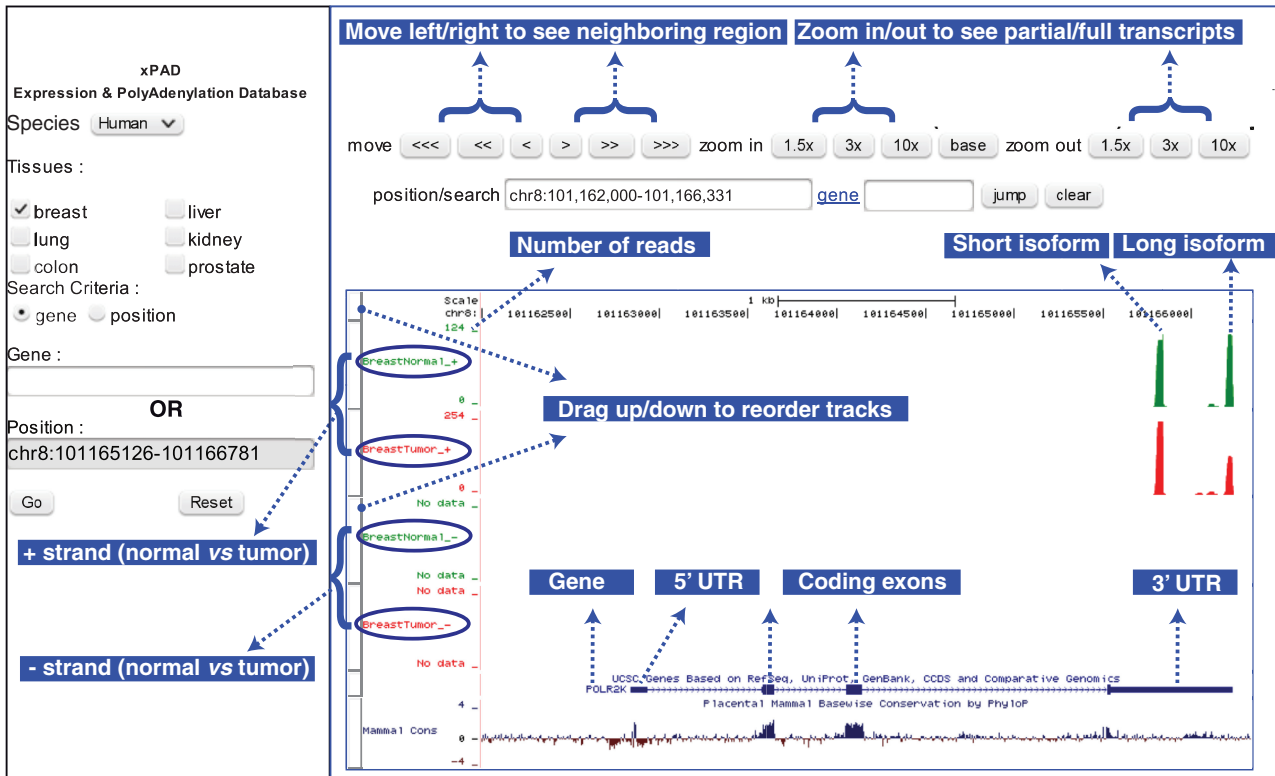 xPAD
Expression & PolyAdenylation Database
Species Human
Tissues :
breast liver
lung kidney
colon prostate
Search Criteria :
gene position
Gene :
OR
Position :
chr8:101165126-101166781
Go Reset
+ strand (normal vs tumor)
- strand (normal vs tumor)
Move left/right to see neighboring region Zoom in/out to see partial/full transcripts
move <<< << < > >> >>> zoom in 1.5x 3x 10x base zoom out 1.5x 3x 10x
position/search chr8:101,162,000-101,166,331 gene jump clear
Number of reads Short isoform Long isoform
Scale 1 kb
chr8: 101162500 101163000 101163500 101164000 101164500 101165000 101165500 101166000
124 _
BreastNormal_+
0 _
Drag up/down to reorder tracks
254 _
BreastTumor_+
0 _
No data _
BreastNormal_-
No data _
No data _
Gene 5' UTR Coding exons 3' UTR
BreastTumor_-
No data _
UCSC Genes Based on RefSeq, UniProt, GenBank, CCDS and Comparative Genomics
POLR2K
Placental Mammal Basewise Conservation by PhyloP
4 _
Mammal Cons
0 _
-4 _